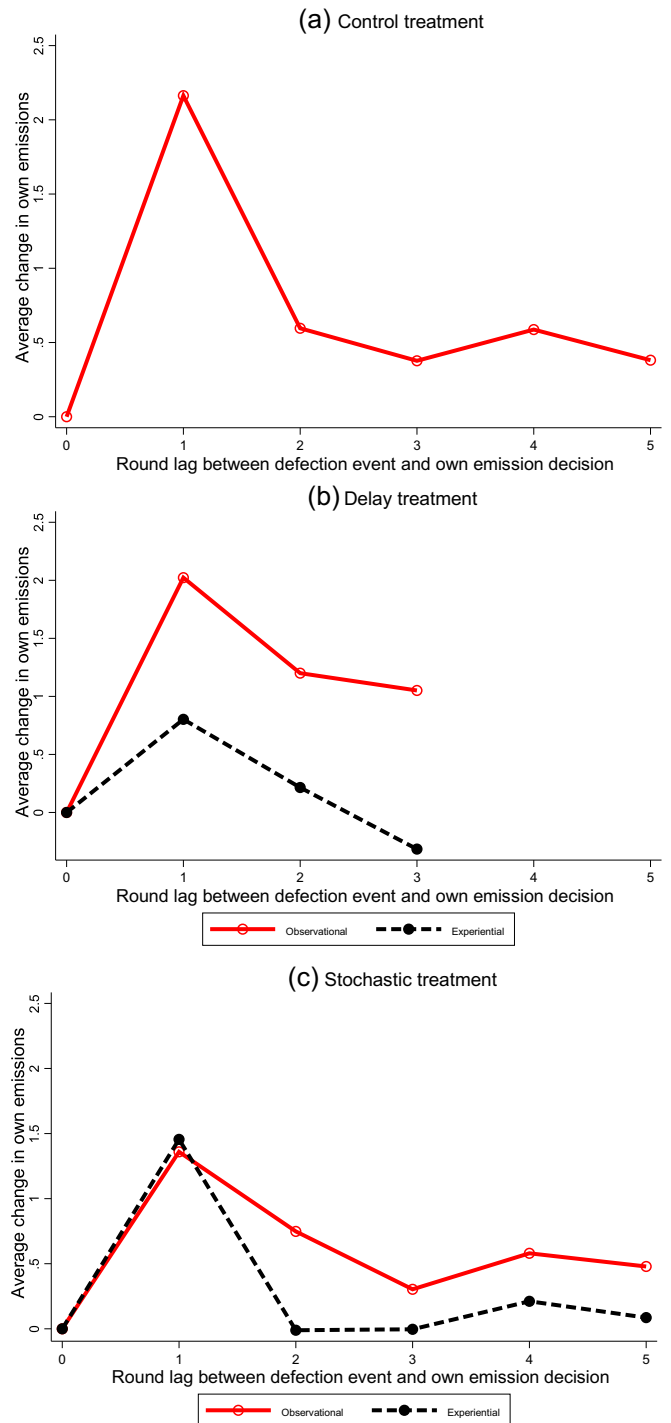 (a) Control treatment
Average change in own emissions
0 .5 1 1.5 2 2.5
0 1 2 3 4 5
Round lag between defection event and own emission decision
(b) Delay treatment
Average change in own emissions
0 .5 1 1.5 2 2.5
0 1 2 3 4 5
Round lag between defection event and own emission decision
Observational Experiential
(c) Stochastic treatment
Average change in own emissions
0 .5 1 1.5 2 2.5
0 1 2 3 4 5
Round lag between defection event and own emission decision
Observational Experiential